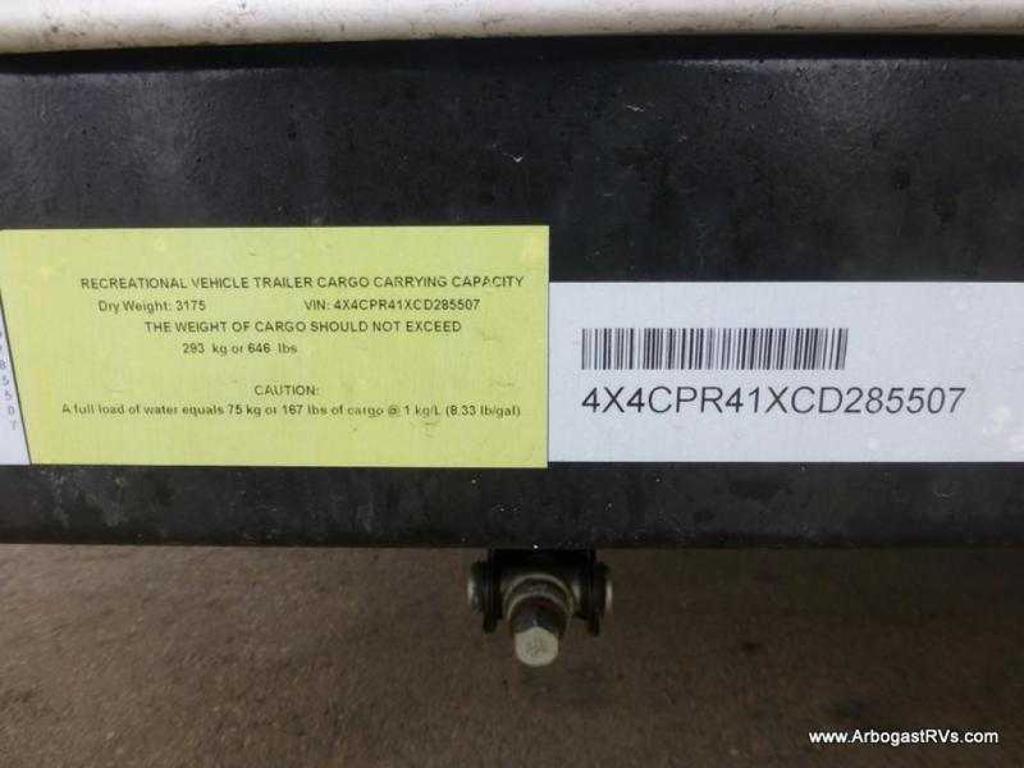 RECREATIONAL VEHICLE TRAILER CARGO CARRYING CAPACITY
Dry Weight: 3175 VIN: 4X4CPR41XCD285507
THE WEIGHT OF CARGO SHOULD NOT EXCEED
293 kg or 646 lbs
CAUTION:
A full load of water equals 75 kg or 167 lbs of cargo @ 1 kg/L (8.33 lb/gal)
4X4CPR41XCD285507
www.ArbogastRVs.com